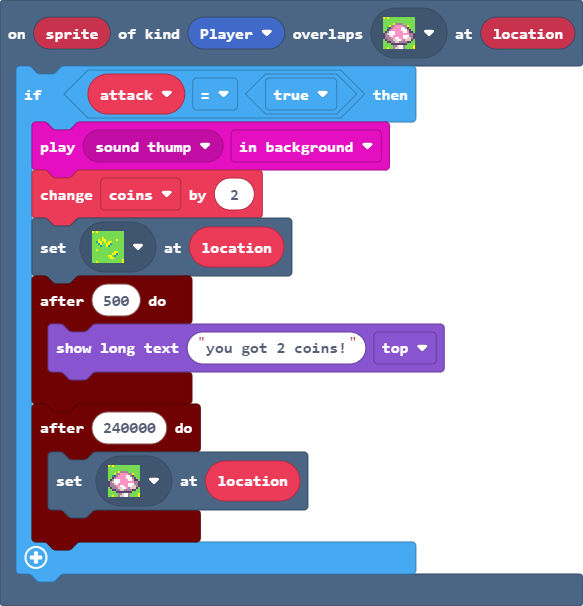 on sprite of kind Player overlaps at location
if attack = true then
play sound thump in background
change coins by 2
set at location
after 500 do
show long text "you got 2 coins!" top
after 240000 do
set at location